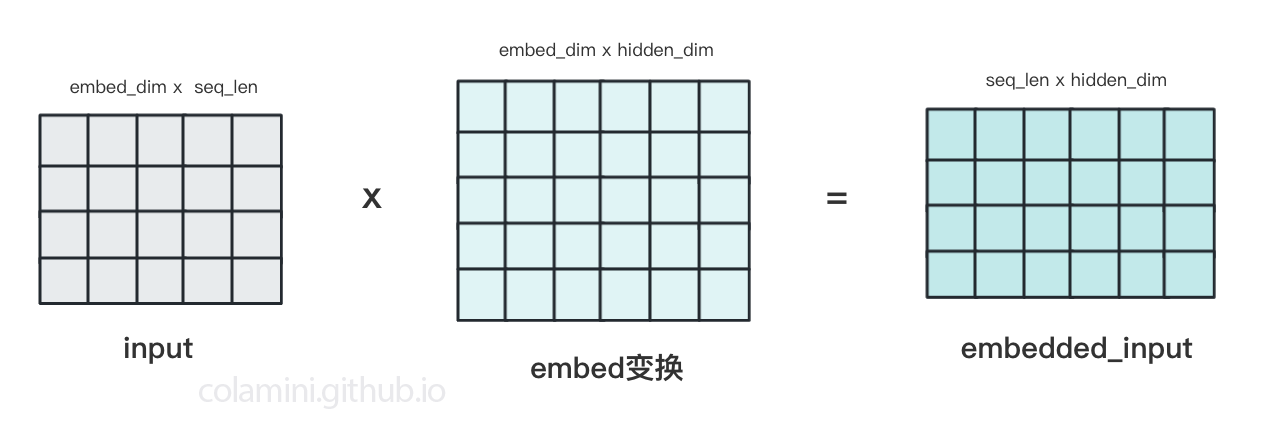 embed_dim x hidden_dim
embed_dim x seq_len
seq_len x hidden_dim
x
=
input
embed变换
embedded_input
colamini.github.io